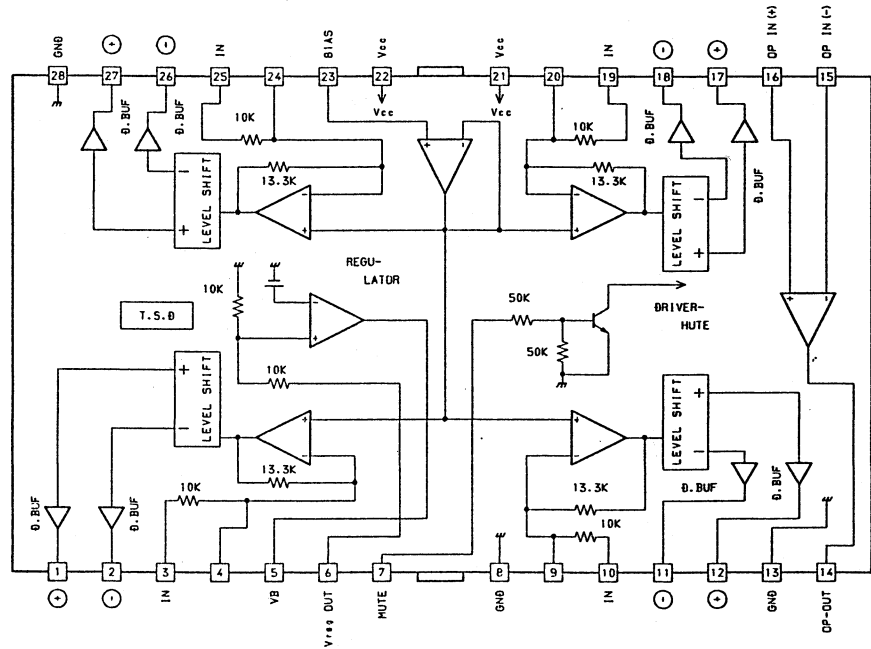 GND
+
-
IN
BIAS
Vcc
Vcc
IN
-
+
OP IN(+)
OP IN(-)
28
27
26
25
24
23
22
21
20
19
18
17
16
15
Vcc
Vcc
D.BUF
D.BUF
10K
10K
D.BUF
D.BUF
13.3K
13.3K
LEVEL SHIFT
- +
LEVEL SHIFT
- +
- +
+ -
- +
+ -
REGU-
LATOR
10K
- +
T.S.D
50K
50K
DRIVER-
HUTE
10K
LEVEL SHIFT
+ -
LEVEL SHIFT
+ -
+ -
+ -
13.3K
13.3K
10K
10K
D.BUF
D.BUF
D.BUF
D.BUF
1
2
3
4
5
6
7
8
9
10
11
12
13
14
+
-
IN
VB
Vreg OUT
MUTE
GND
IN
-
+
GND
OP-OUT